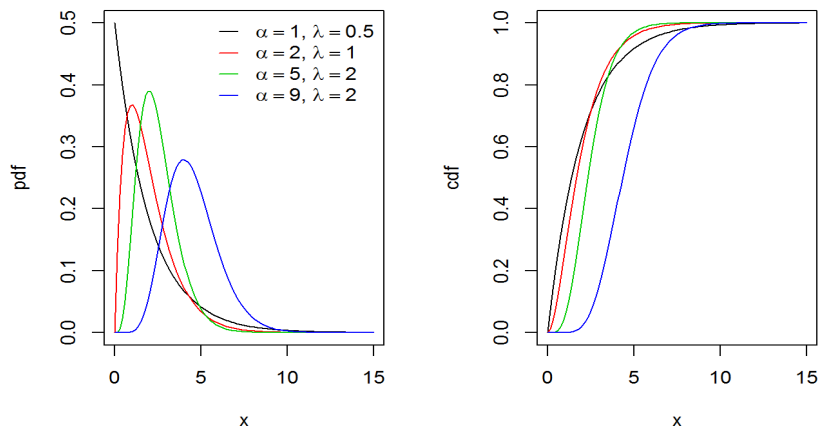 α = 1, λ = 0.5
α = 2, λ = 1
α = 5, λ = 2
α = 9, λ = 2
pdf
0.5
0.4
0.3
0.2
0.1
0.0
0 5 10 15
x
cdf
1.0
0.8
0.6
0.4
0.2
0.0
0 5 10 15
x